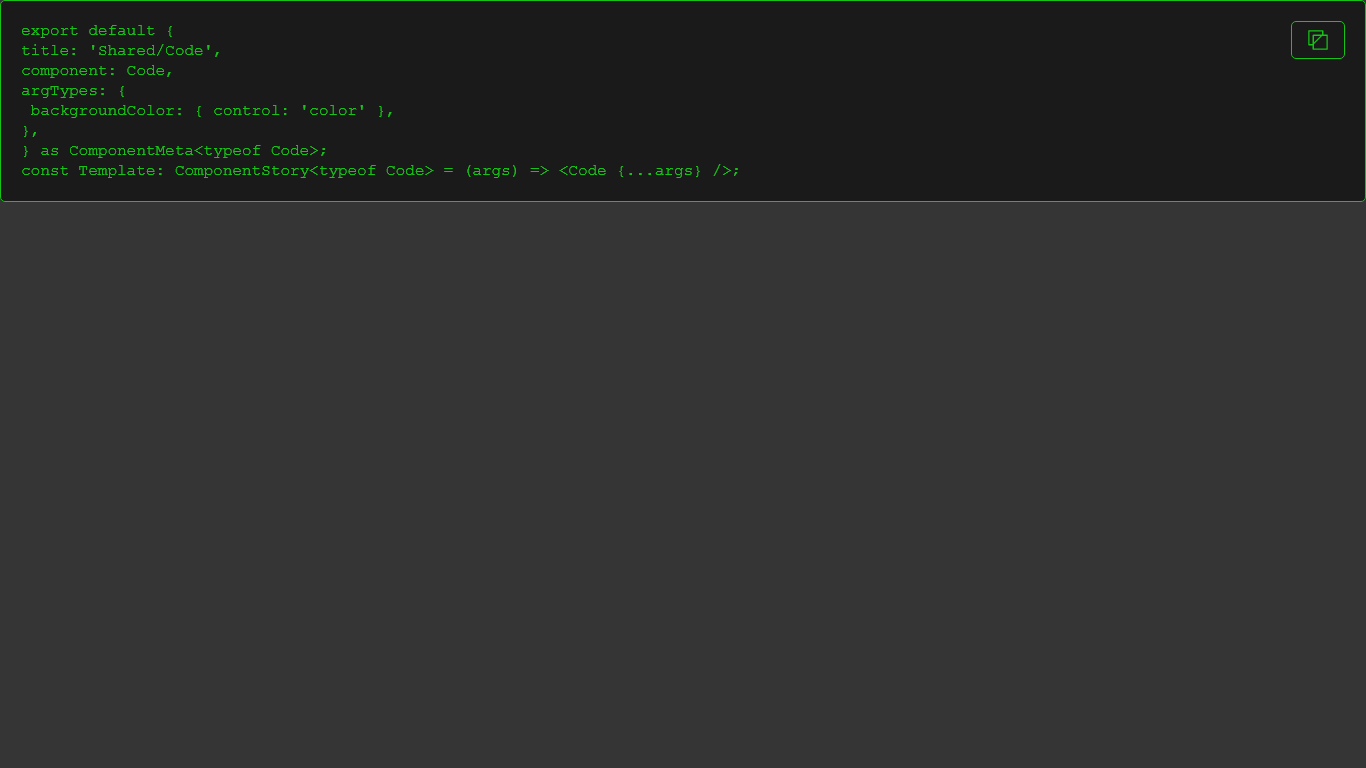 export default {
title: 'Shared/Code',
component: Code,
argTypes: {
 backgroundColor: { control: 'color' },
},
} as ComponentMeta<typeof Code>;
const Template: ComponentStory<typeof Code> = (args) => <Code {...args} />;